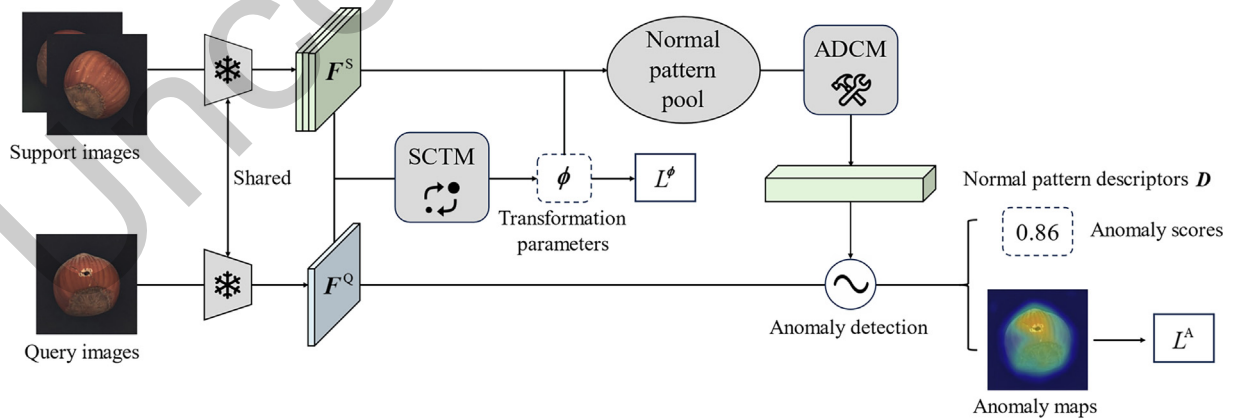 Unco
Support images
Shared
Query images
F^S
F^Q
SCTM
ϕ
Transformation
parameters
L^ϕ
Normal
pattern
pool
ADCM
Normal pattern descriptors D
0.86
Anomaly scores
Anomaly detection
Anomaly maps
L^A